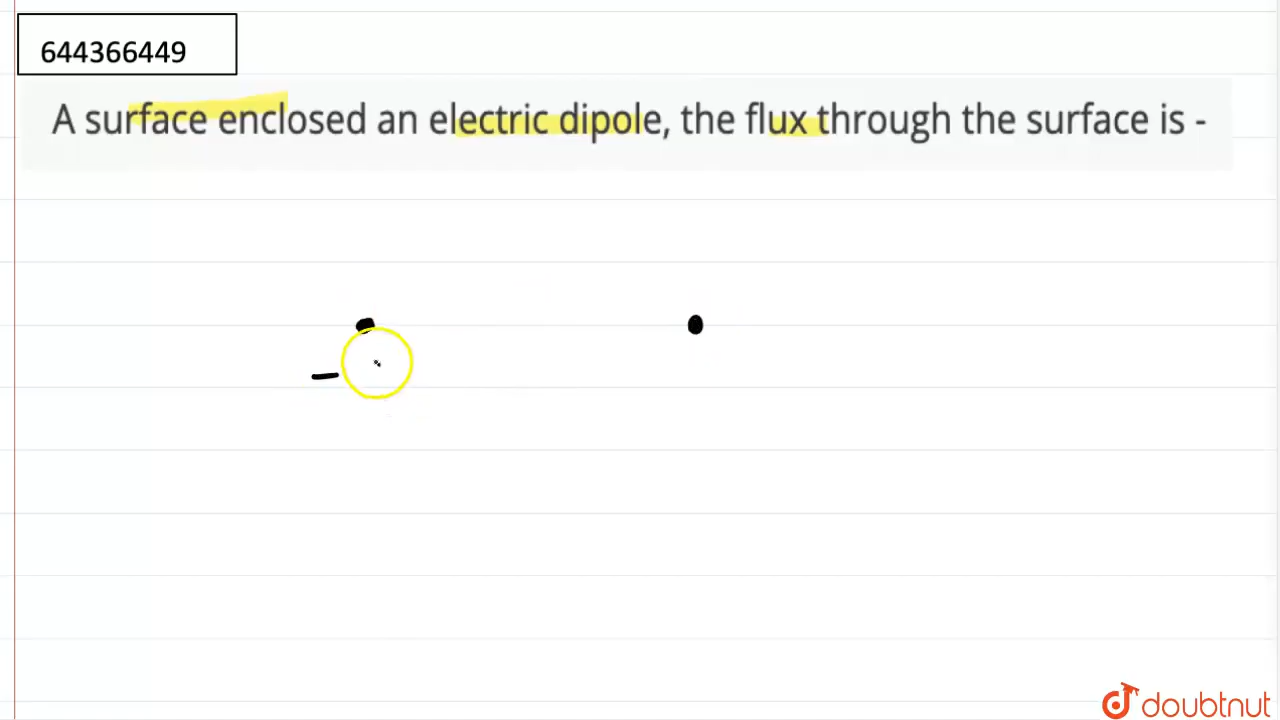 644366449
A surface enclosed an electric dipole, the flux through the surface is -
doubtnut